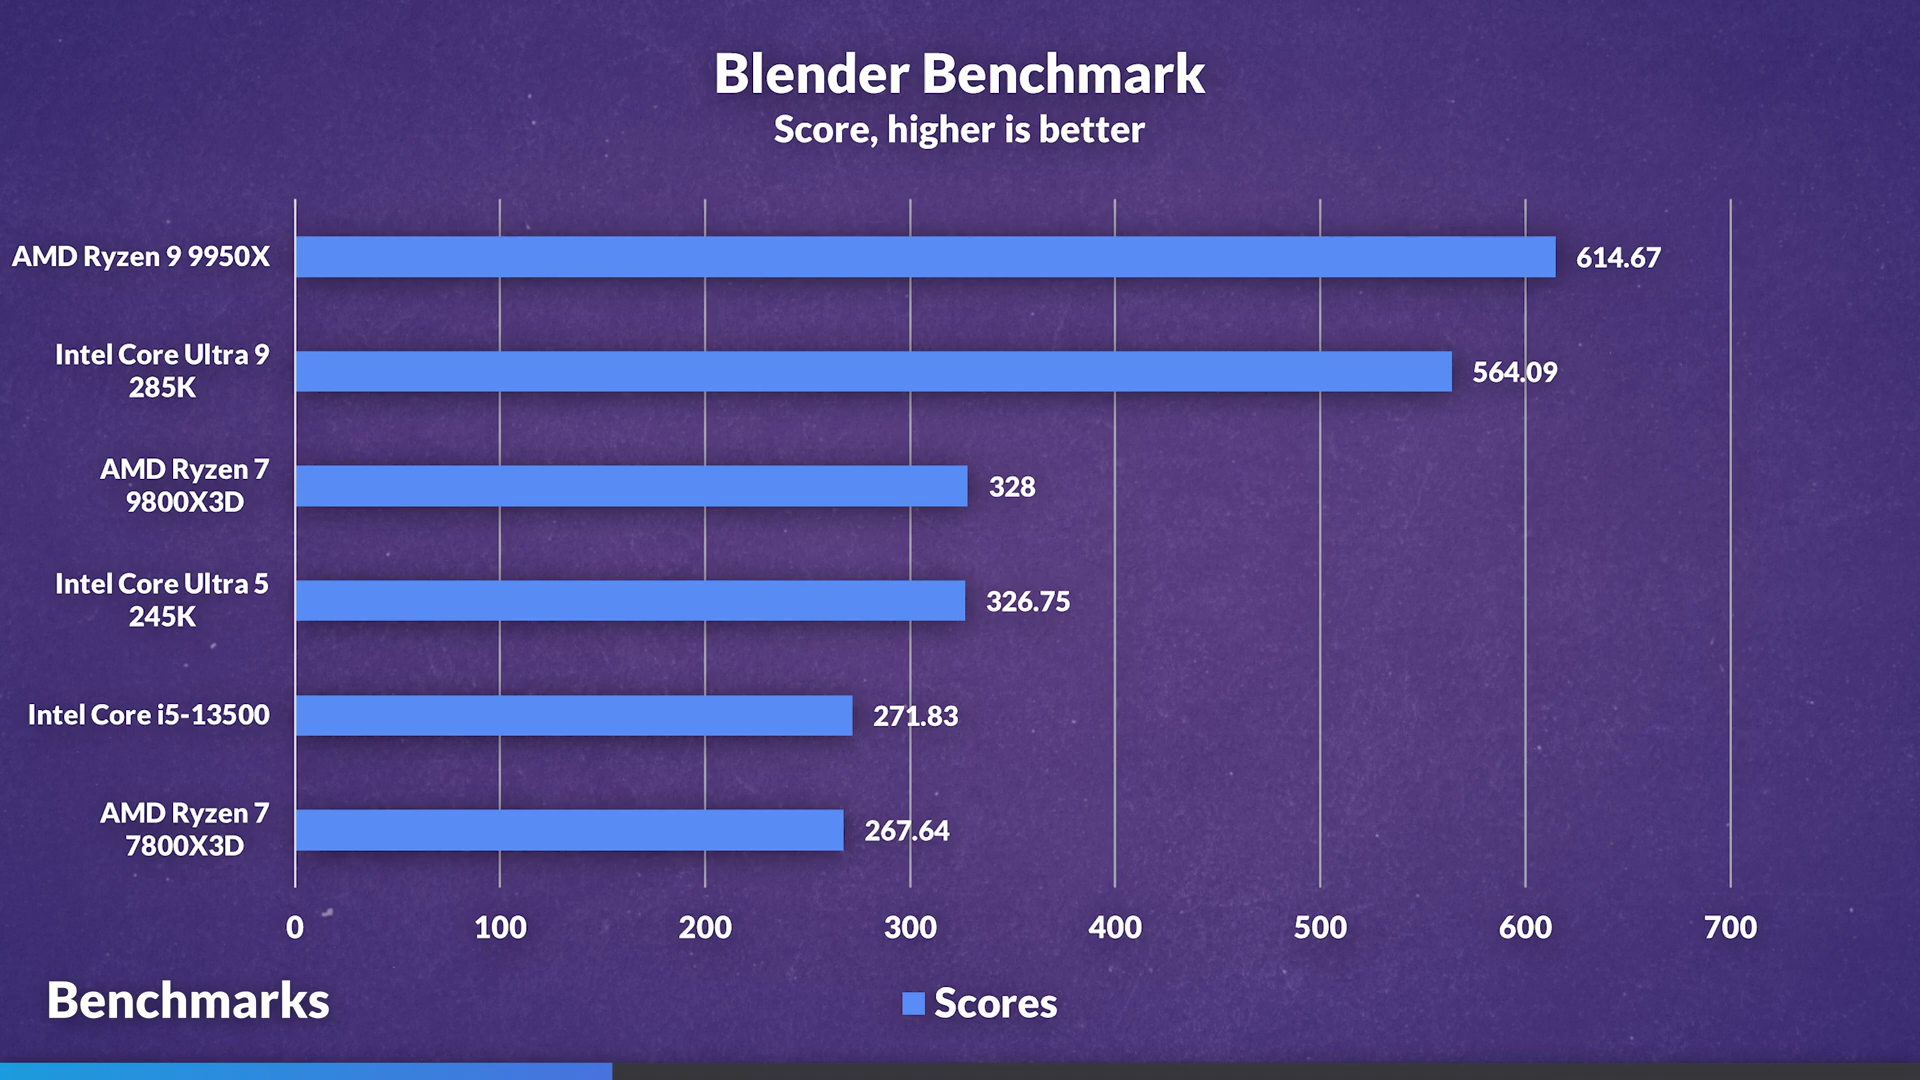 Blender Benchmark
Score, higher is better
AMD Ryzen 9 9950X
614.67
Intel Core Ultra 9
285K
564.09
AMD Ryzen 7
9800X3D
328
Intel Core Ultra 5
245K
326.75
Intel Core i5-13500
271.83
AMD Ryzen 7
7800X3D
267.64
0 100 200 300 400 500 600 700
Scores
Benchmarks